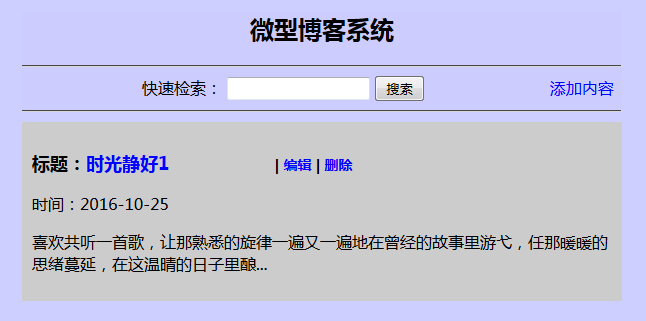 微型博客系统
快速检索： 搜索 添加内容
标题：时光静好1 | 编辑 | 删除
时间：2016-10-25
喜欢共听一首歌，让那熟悉的旋律一遍又一遍地在曾经的故事里游弋，任那暖暖的
思绪蔓延，在这温晴的日子里酿...